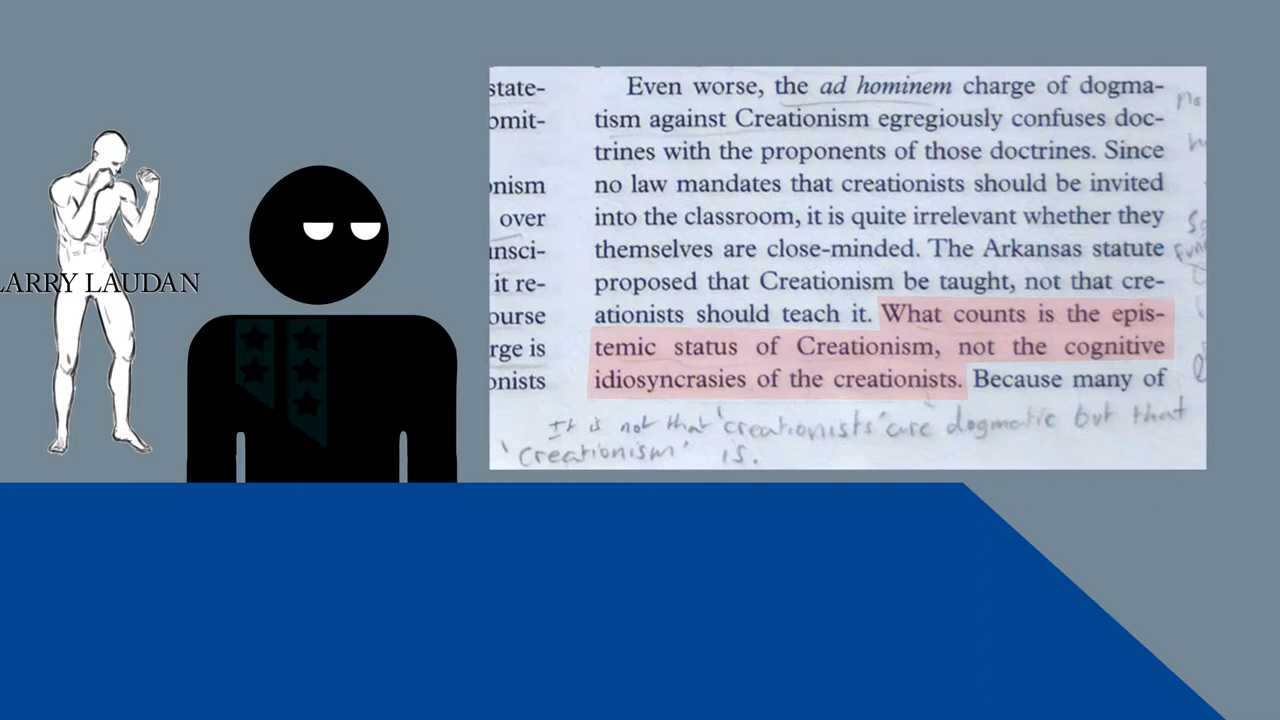 LARRY LAUDAN
state-
omit-
onism
over
unsci-
it re-
ourse
rge is
onists
Even worse, the ad hominem charge of dogma-
tism against Creationism egregiously confuses doc-
trines with the proponents of those doctrines. Since
no law mandates that creationists should be invited
into the classroom, it is quite irrelevant whether they
themselves are close-minded. The Arkansas statute
proposed that Creationism be taught, not that cre-
ationists should teach it. What counts is the epis-
temic status of Creationism, not the cognitive
idiosyncrasies of the creationists. Because many of
It is not that 'creationists' are dogmatic but that
'creationism' is.